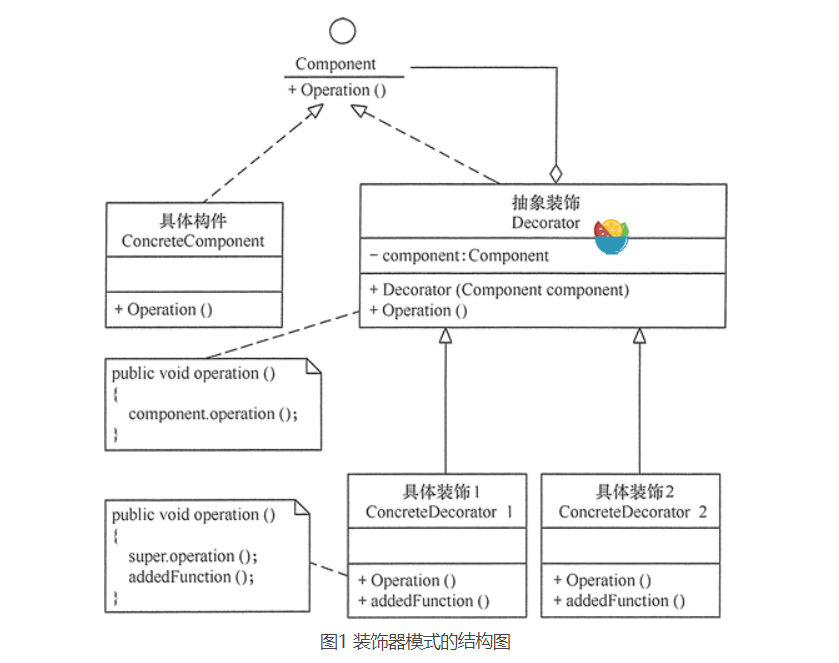 Component
+ Operation ()
具体构件
ConcreteComponent
+ Operation ()
抽象装饰
Decorator
- component:Component
+ Decorator (Component component)
+ Operation ()
public void operation ()
{
component.operation ();
}
具体装饰1
ConcreteDecorator 1
+ Operation ()
+ addedFunction ()
具体装饰2
ConcreteDecorator 2
+ Operation ()
+ addedFunction ()
public void operation ()
{
super.operation ();
addedFunction ();
}
图1 装饰器模式的结构图